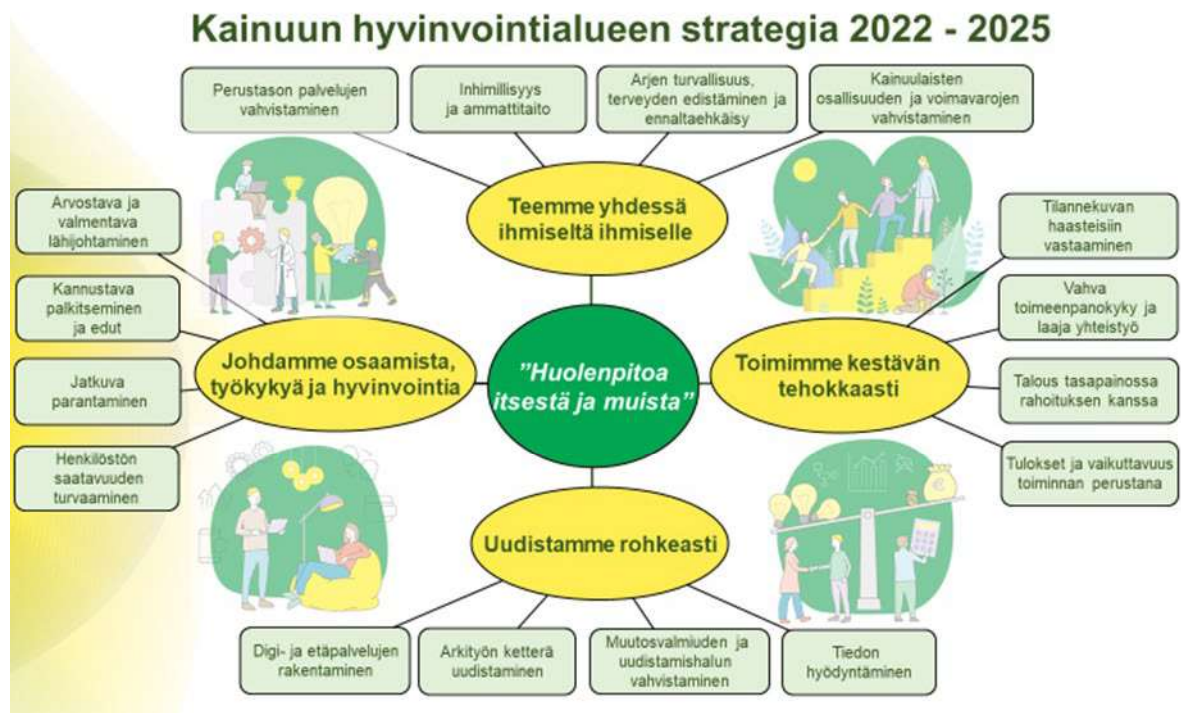 Kainuun hyvinvointialueen strategia 2022 - 2025
Perustason palvelujen
vahvistaminen
Inhimillisyys
ja ammattitaito
Arjen turvallisuus,
terveyden edistäminen ja
ennaltaehkäisy
Kainuulaisten
osallisuuden ja voimavarojen
vahvistaminen
Teemme yhdessä
ihmiseltä ihmiselle
Arvostava ja
valmentava
lähijohtaminen
Kannustava
palkitseminen
ja edut
Jatkuva
parantaminen
Henkilöstön
saatavuuden
turvaaminen
Johdamme osaamista,
työkykyä ja hyvinvointia
”Huolenpitoa
itsestä ja muista”
Toimimme kestävän
tehokkaasti
Tilannekuvan
haasteisiin
vastaaminen
Vahva
toimeenpanokyky ja
laaja yhteistyö
Talous tasapainossa
rahoituksen kanssa
Tulokset ja vaikuttavuus
toiminnan perustana
Uudistamme rohkeasti
Digi- ja etäpalvelujen
rakentaminen
Arkityön ketterä
uudistaminen
Muutosvalmiuden ja
uudistamishalun
vahvistaminen
Tiedon
hyödyntäminen
€